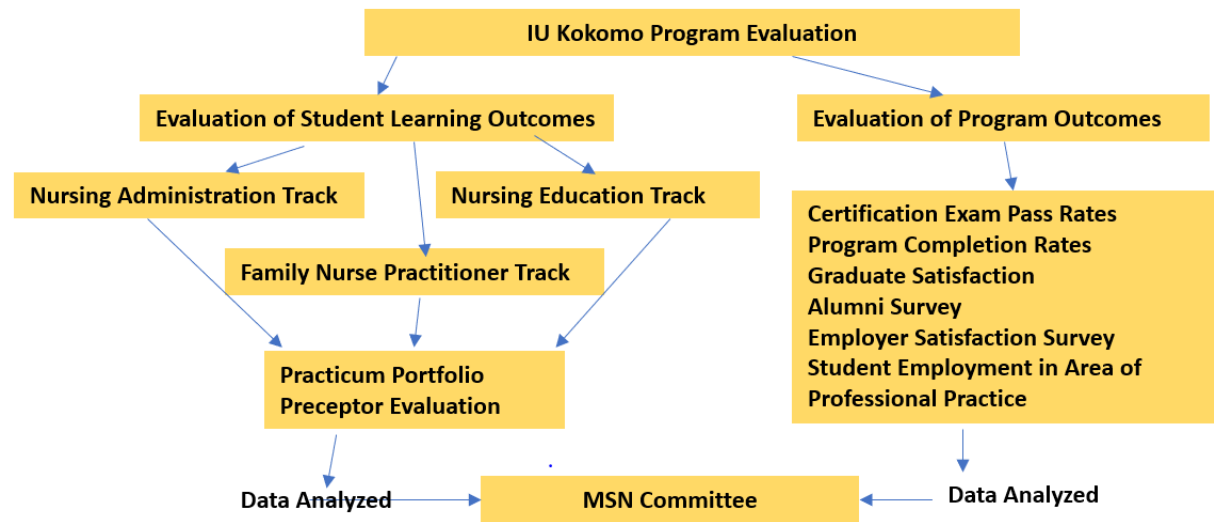 IU Kokomo Program Evaluation
Evaluation of Student Learning Outcomes
Evaluation of Program Outcomes
Nursing Administration Track
Nursing Education Track
Family Nurse Practitioner Track
Certification Exam Pass Rates
Program Completion Rates
Graduate Satisfaction
Alumni Survey
Employer Satisfaction Survey
Student Employment in Area of
Professional Practice
Practicum Portfolio
Preceptor Evaluation
Data Analyzed
MSN Committee
Data Analyzed